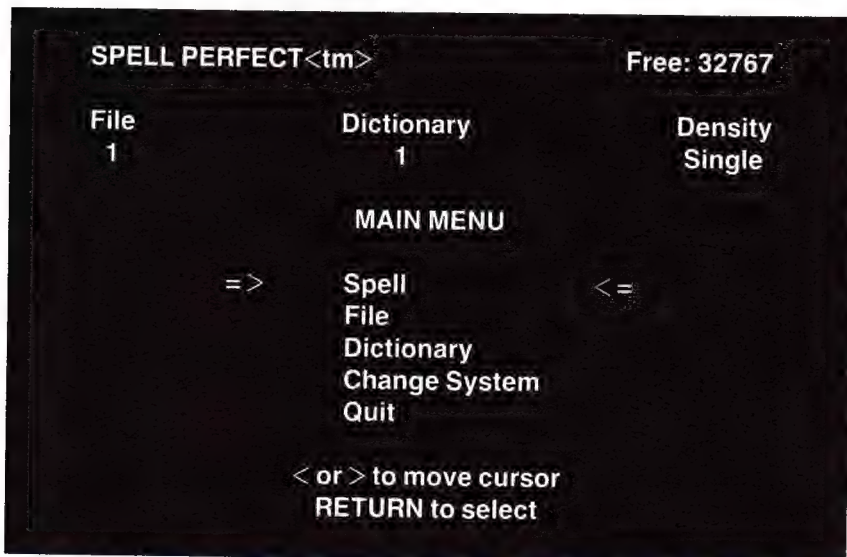 SPELL PERFECT<tm> Free: 32767
File Dictionary Density
1 1 Single
MAIN MENU
=> Spell <=
File
Dictionary
Change System
Quit
< or > to move cursor
RETURN to select